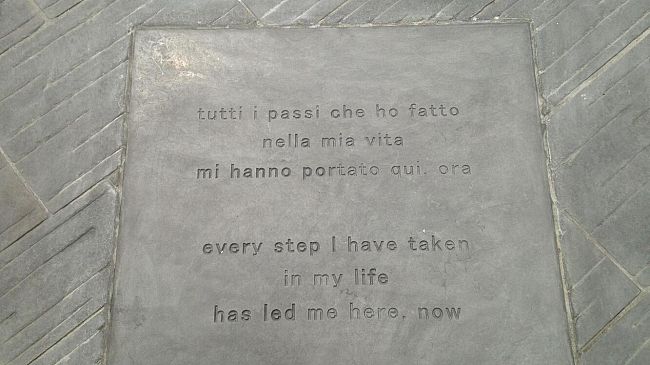 tutti i passi che ho fatto
nella mia vita
mi hanno portato qui, ora
every step I have taken
in my life
has led me here, now